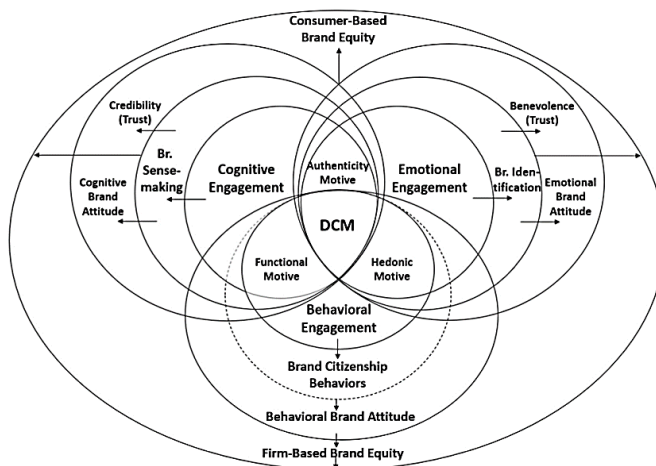 Consumer-Based
Brand Equity
Credibility
(Trust)
Benevolence
(Trust)
Br. Sense-
making
Cognitive
Engagement
Authenticity
Motive
Emotional
Engagement
Br. Iden-
tification
Cognitive
Brand
Attitude
Emotional
Brand
Attitude
DCM
Functional
Motive
Hedonic
Motive
Behavioral
Engagement
Brand Citizenship
Behaviors
Behavioral Brand Attitude
Firm-Based Brand Equity